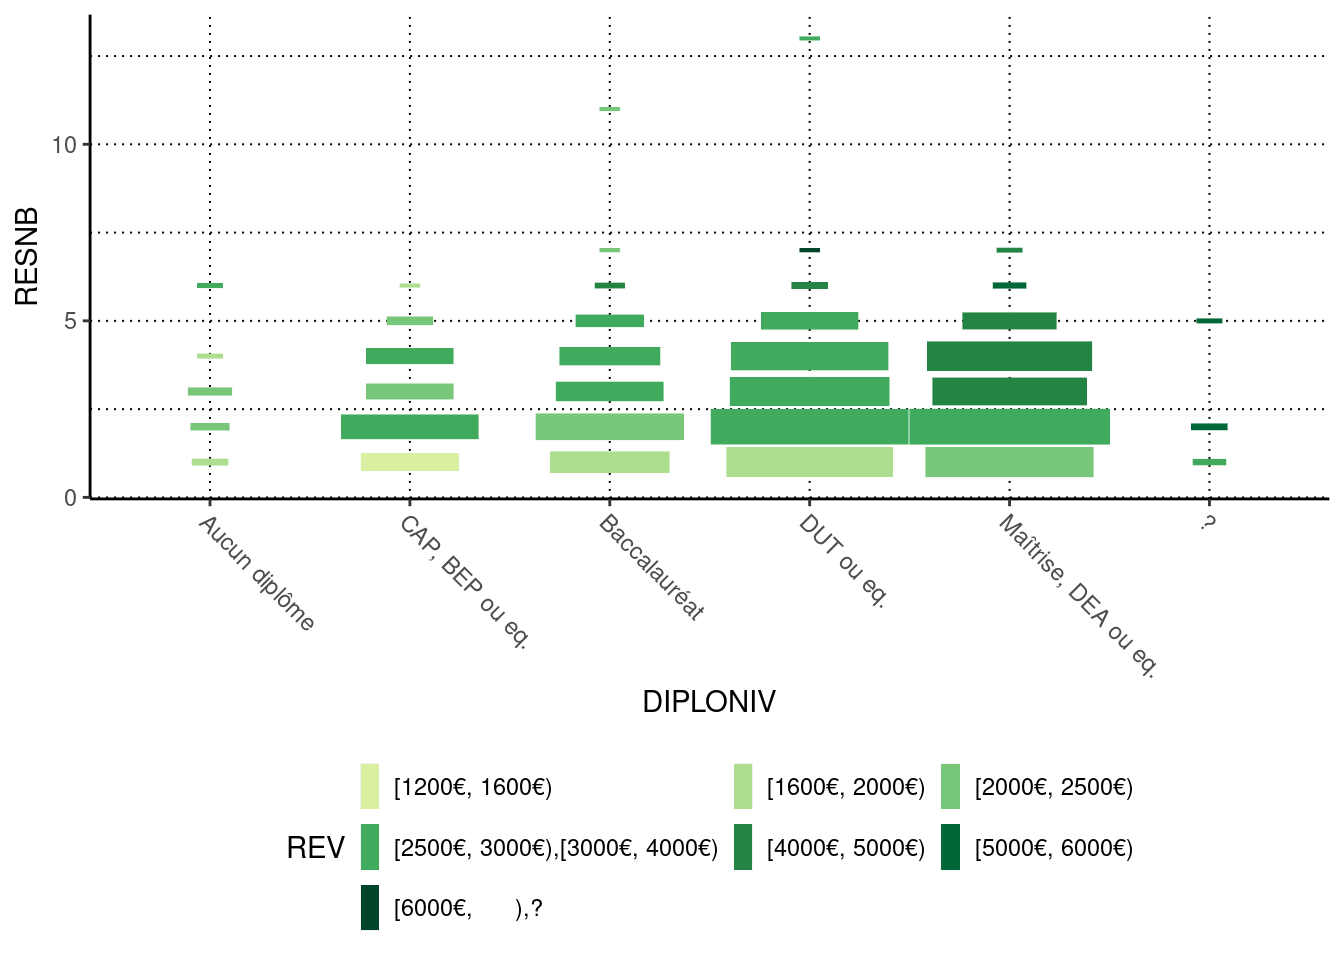 RESNB
10
5
0
Aucun diplôme
CAP, BEP ou eq.
Baccalauréat
DUT ou eq.
Maîtrise, DEA ou eq.
?
DIPLONIV
REV
[1200€, 1600€)
[1600€, 2000€)
[2000€, 2500€)
[2500€, 3000€),[3000€, 4000€)
[4000€, 5000€)
[5000€, 6000€)
[6000€, ),?